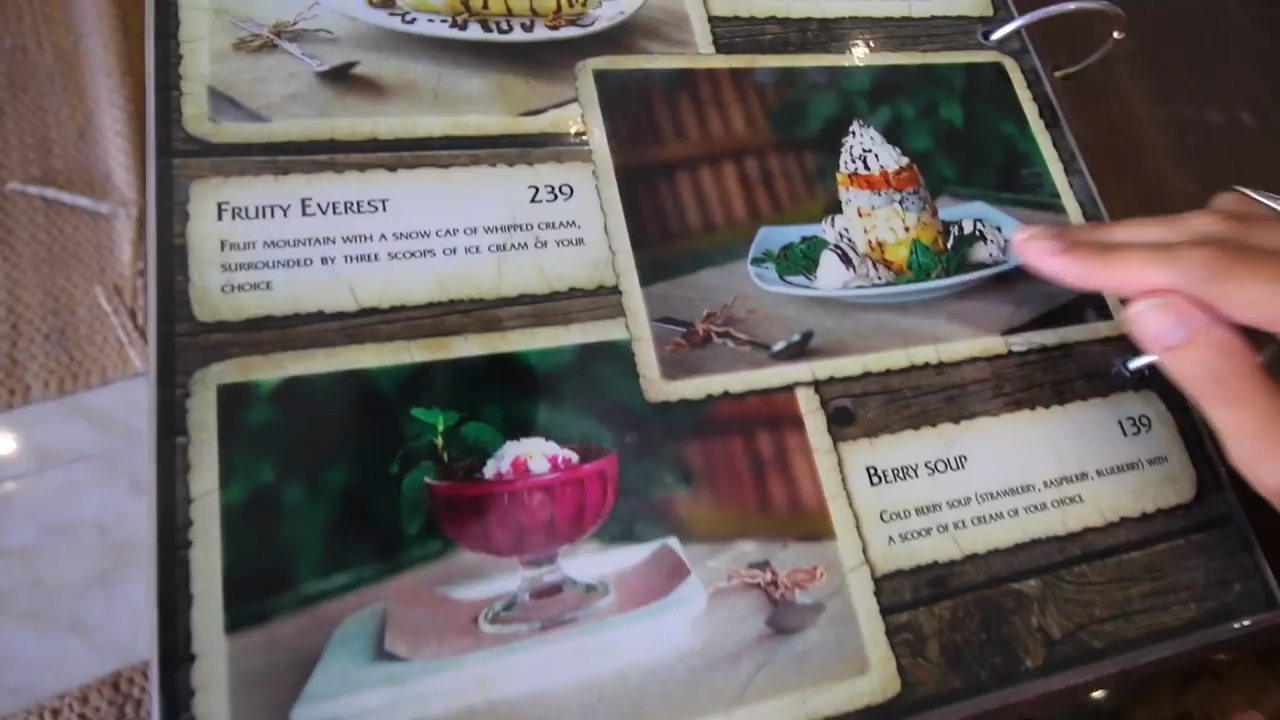 FRUITY EVEREST 239
FRUIT MOUNTAIN WITH A SNOW CAP OF WHIPPED CREAM,
SURROUNDED BY THREE SCOOPS OF ICE CREAM OF YOUR
CHOICE
BERRY SOUP 139
COLD BERRY SOUP (STRAWBERRY, RASPBERRY, BLUEBERRY) WITH
A SCOOP OF ICE CREAM OF YOUR CHOICE